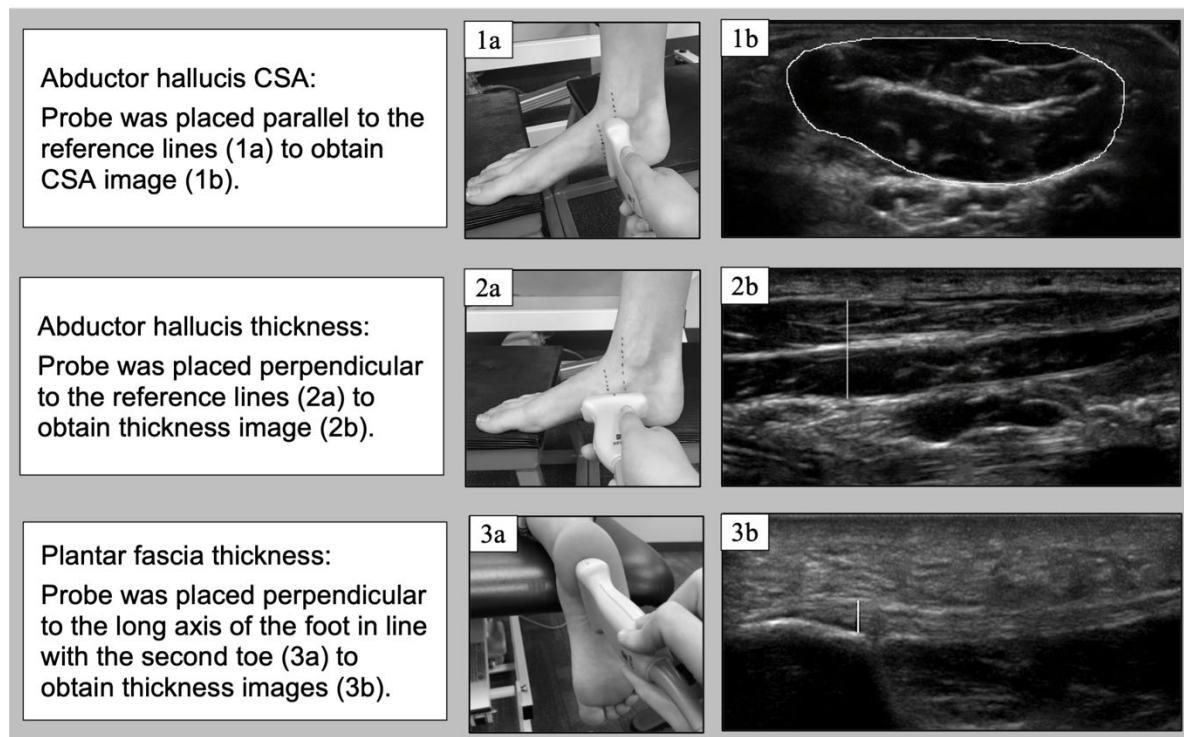 Abductor hallucis CSA:
Probe was placed parallel to the
reference lines (1a) to obtain
CSA image (1b).
1a
1b
Abductor hallucis thickness:
Probe was placed perpendicular
to the reference lines (2a) to
obtain thickness image (2b).
2a
2b
Plantar fascia thickness:
Probe was placed perpendicular
to the long axis of the foot in line
with the second toe (3a) to
obtain thickness images (3b).
3a
3b